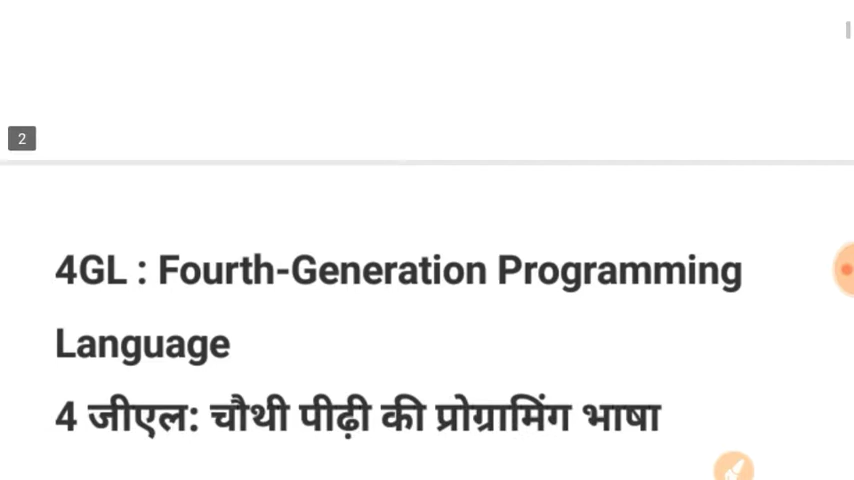 2
4GL : Fourth-Generation Programming
Language
4 जीएल: चौथी पीढ़ी की प्रोग्रामिंग भाषा